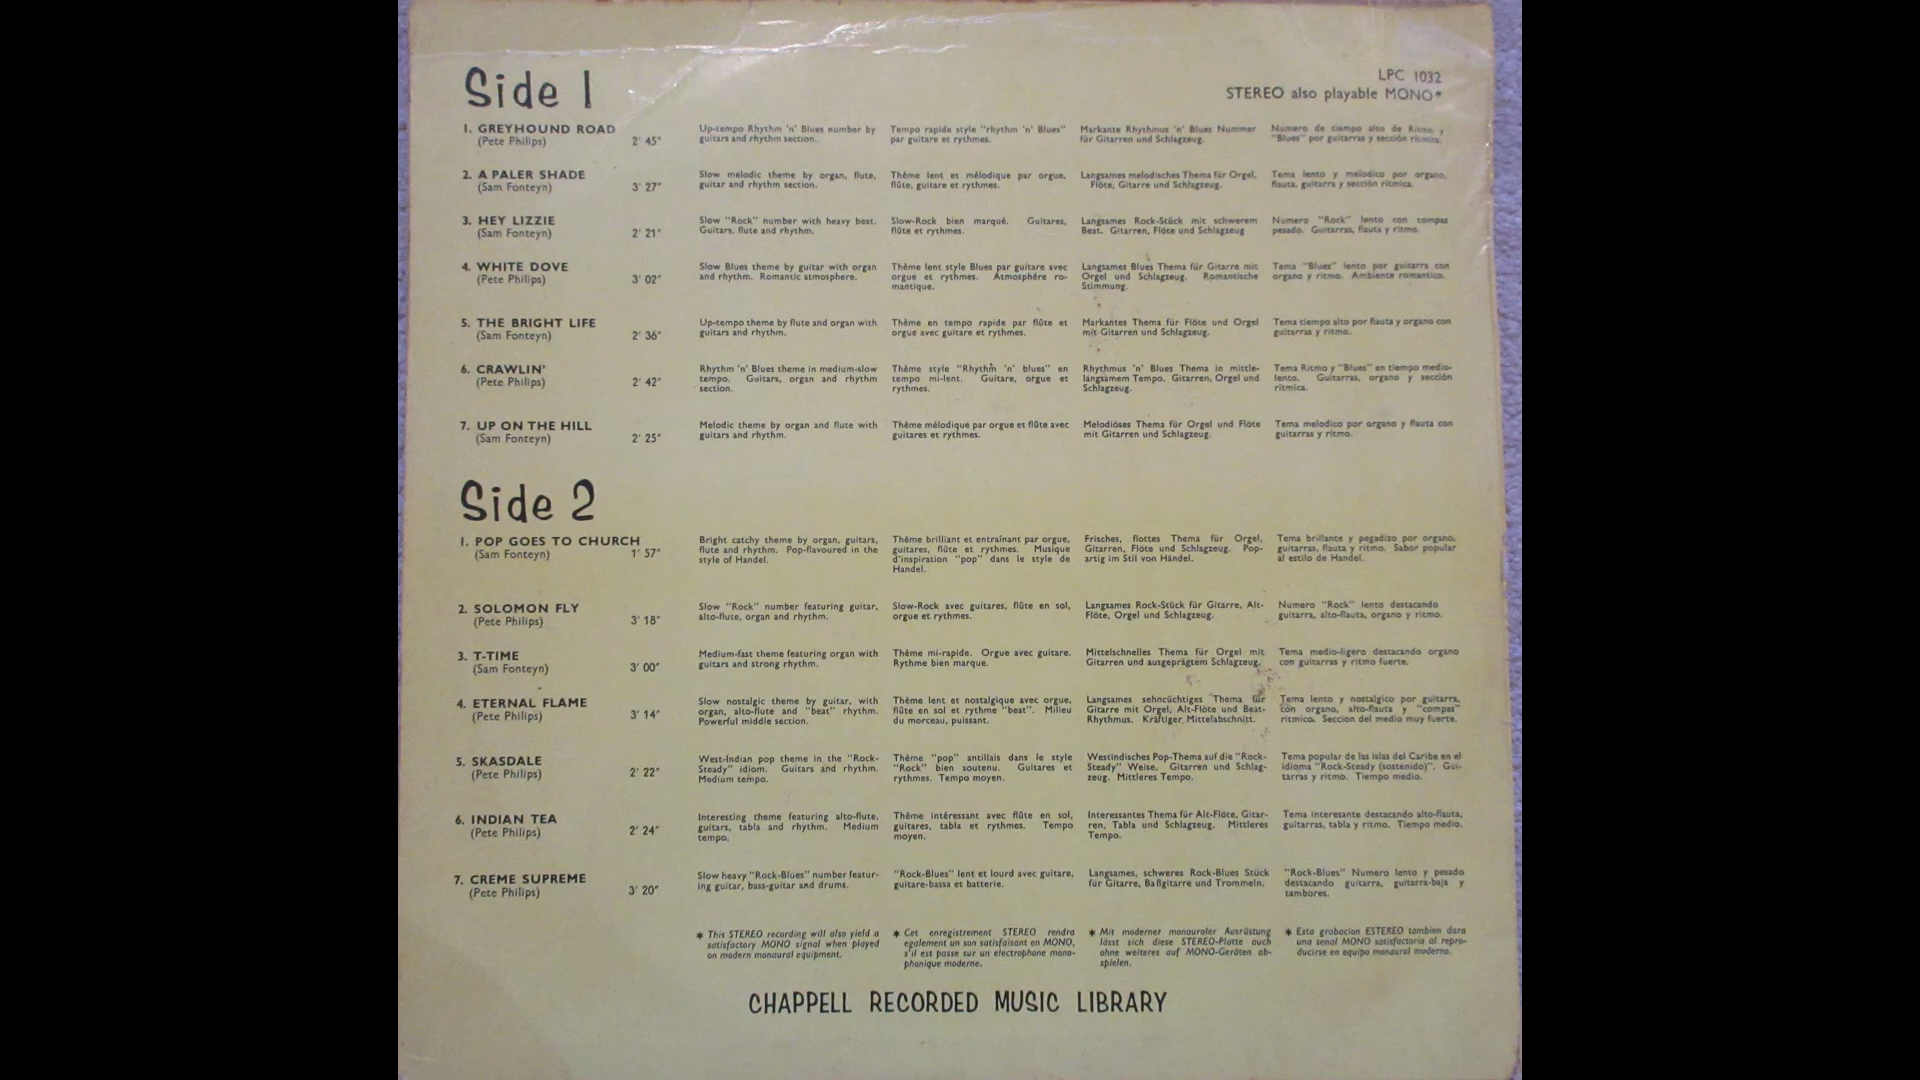 Side 1
LPC 1032
STEREO also playable MONO*
1. GREYHOUND ROAD
(Pete Philips)
2' 45"
Up-tempo Rhythm 'n' Blues number by
guitars and rhythm section.
Tempo rapide style "rhythm 'n' Blues"
par guitare et rythmes.
Markante Rhythmus 'n' Blues Nummer
für Gitarren und Schlagzeug.
Numero de tiempo alto de Ritmo y
"Blues" por guitarras y sección ritmica.
2. A PALER SHADE
(Sam Fonteyn)
3' 27"
Slow melodic theme by organ, flute,
guitar and rhythm section.
Thème lent et mélodique par orgue,
flûte, guitare et rythmes.
Langsames melodisches Thema für Orgel,
Flöte, Gitarre und Schlagzeug.
Tema lento y melodico por organo,
flauta, guitarra y sección ritmica.
3. HEY LIZZIE
(Sam Fonteyn)
2' 21"
Slow "Rock" number with heavy beat.
Guitars, flute and rhythm.
Slow-Rock bien marqué. Guitares,
flûte et rythmes.
Langsames Rock-Stück mit schwerem
Beat. Gitarren, Flöte und Schlagzeug
Numero "Rock" lento con compas
pesado. Guitarras, flauta y ritmo.
4. WHITE DOVE
(Pete Philips)
3' 02"
Slow Blues theme by guitar with organ
and rhythm. Romantic atmosphere.
Thème lent style Blues par guitare avec
orgue et rythmes. Atmosphère ro-
mantique.
Langsames Blues Thema für Gitarre mit
Orgel und Schlagzeug. Romantische
Stimmung.
Tema "Blues" lento por guitarra con
organo y ritmo. Ambiente romantico.
5. THE BRIGHT LIFE
(Sam Fonteyn)
2' 36"
Up-tempo theme by flute and organ with
guitars and rhythm.
Thème en tempo rapide par flûte et
orgue avec guitare et rythmes.
Markantes Thema für Flöte und Orgel
mit Gitarren und Schlagzeug.
Tema tiempo alto por flauta y organo con
guitarras y ritmo.
6. CRAWLIN'
(Pete Philips)
2' 42"
Rhythm 'n' Blues theme in medium-slow
tempo. Guitars, organ and rhythm
section.
Thème style "Rhythm 'n' blues" en
tempo mi-lent. Guitare, orgue et
rythmes.
Rhythmus 'n' Blues Thema in mittle-
langsamem Tempo. Gitarren, Orgel und
Schlagzeug.
Tema Ritmo y "Blues" en tiempo medio-
lento. Guitarras, organo y sección
ritmica.
7. UP ON THE HILL
(Sam Fonteyn)
2' 25"
Melodic theme by organ and flute with
guitars and rhythm.
Thème mélodique par orgue et flûte avec
guitares et rythmes.
Melodiöses Thema für Orgel und Flöte
mit Gitarren und Schlagzeug.
Tema melodico por organo y flauta con
guitarras y ritmo.
Side 2
1. POP GOES TO CHURCH
(Sam Fonteyn)
1' 57"
Bright catchy theme by organ, guitars,
flute and rhythm. Pop-flavoured in the
style of Handel.
Thème brilliant et entraînant par orgue,
guitares, flûte et rythmes. Musique
d'inspiration "pop" dans le style de
Handel.
Frisches, flottes Thema für Orgel,
Gitarren, Flöte und Schlagzeug. Pop-
artig im Stil von Händel.
Tema brillante y pegadizo por organo,
guitarras, flauta y ritmo. Sabor popular
al estilo de Handel.
2. SOLOMON FLY
(Pete Philips)
3' 18"
Slow "Rock" number featuring guitar,
alto-flute, organ and rhythm.
Slow-Rock avec guitares, flûte en sol,
orgue et rythmes.
Langsames Rock-Stück für Gitarre, Alt-
Flöte, Orgel und Schlagzeug.
Numero "Rock" lento destacando
guitarra, alto-flauta, organo y ritmo.
3. T-TIME
(Sam Fonteyn)
3' 00"
Medium-fast theme featuring organ with
guitars and strong rhythm.
Thème mi-rapide. Orgue avec guitare.
Rythme bien marque.
Mittelschnelles Thema für Orgel mit
Gitarren und ausgeprägtem Schlagzeug.
Tema medio-ligero destacando organo
con guitarras y ritmo fuerte.
4. ETERNAL FLAME
(Pete Philips)
3' 14"
Slow nostalgic theme by guitar, with
organ, alto-flute and "beat" rhythm.
Powerful middle section.
Thème lent et nostalgique avec orgue,
flûte en sol et rythme "beat". Milieu
du morceau, puissant.
Langsames sehncüchtiges Thema für
Gitarre mit Orgel, Alt-Flöte und Beat-
Rhythmus. Kräftiger Mittelabschnitt.
Tema lento y nostalgico por guitarra,
con organo, alto-flauta y "compas"
ritmico. Seccion del medio muy fuerte.
5. SKASDALE
(Pete Philips)
2' 22"
West-Indian pop theme in the "Rock-
Steady" idiom. Guitars and rhythm.
Medium tempo.
Thème "pop" antillais dans le style
"Rock" bien soutenu. Guitares et
rythmes. Tempo moyen.
Westindisches Pop-Thema auf die "Rock-
Steady" Weise. Gitarren und Schlag-
zeug. Mittleres Tempo.
Tema popular de las islas del Caribe en el
idioma "Rock-Steady (sostenido)". Gui-
tarras y ritmo. Tiempo medio.
6. INDIAN TEA
(Pete Philips)
2' 24"
Interesting theme featuring alto-flute,
guitars, tabla and rhythm. Medium
tempo.
Thème intéressant avec flûte en sol,
guitares, tabla et rythmes. Tempo
moyen.
Interessantes Thema für Alt-Flöte, Gitar-
ren, Tabla und Schlagzeug. Mittleres
Tempo.
Tema interesante destacando alto-flauta,
guitarras, tabla y ritmo. Tiempo medio.
7. CREME SUPREME
(Pete Philips)
3' 20"
Slow heavy "Rock-Blues" number featur-
ing guitar, bass-guitar and drums.
"Rock-Blues" lent et lourd avec guitare,
guitare-bassa et batterie.
Langsames, schweres Rock-Blues Stück
für Gitarre, Baßgitarre und Trommeln.
"Rock-Blues" Numero lento y pesado
destacando guitarra, guitarra-baja y
tambores.
* This STEREO recording will also yield a
satisfactory MONO signal when played
on modern monaural equipment.
* Cet enregistrement STEREO rendra
egalement un son satisfaisant en MONO,
s'il est passe sur un electrophone mono-
phonique moderne.
* Mit moderner monauraler Ausrüstung
lässt sich diese STEREO-Platte auch
ohne weiteres auf MONO-Geräten ab-
spielen.
* Esta grabacion ESTEREO tambien dara
una senal MONO satisfactoria al repro-
ducirse en equipo monaural moderno.
CHAPPELL RECORDED MUSIC LIBRARY